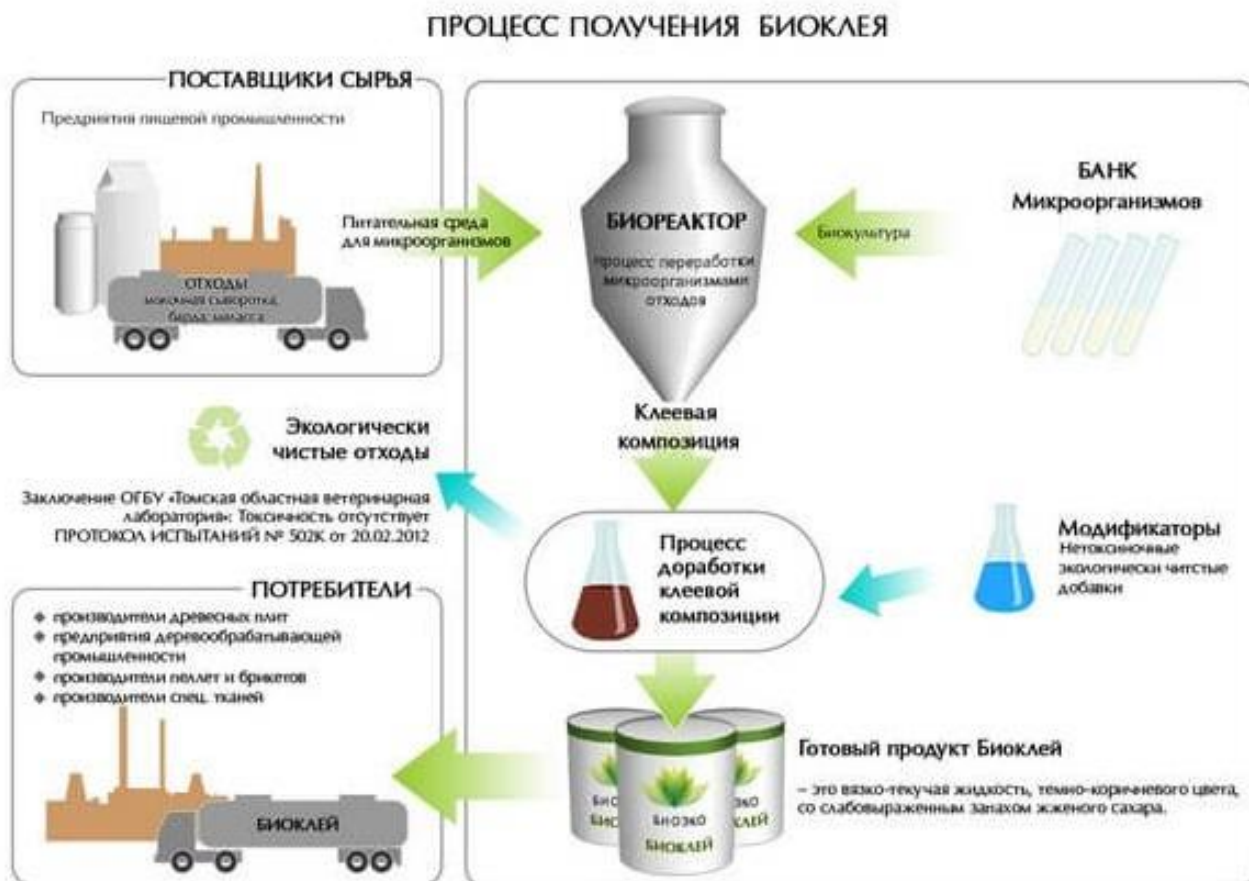 ПРОЦЕСС ПОЛУЧЕНИЯ БИОКЛЕЯ
ПОСТАВЩИКИ СЫРЬЯ
Предриятия пищевой промышленности
ОТХОДЫ
молочная сыворотка,
барда, меласса
Питательная среда
для микроорганизмов
БИОРЕАКТОР
процесс переработки
микроорганизмами
отходов
Биокультура
БАНК
Микроорганизмов
Клеевая
композиция
Экологически
чистые отходы
Заключение ОГБУ «Томская областная ветеринарная
лаборатория»: Токсичность отсутствует
ПРОТОКОЛ ИСПЫТАНИЙ № 502К от 20.02.2012
Процесс
доработки
клеевой
композиции
Модификаторы
Нетоксиночные
экологически читстые
добавки
ПОТРЕБИТЕЛИ
производители древесных плит
предприятия деревообрабатывающей
промышленности
производители пеллет и брикетов
производители спец. тканей
БИОКЛЕЙ
БИОЭКО
БИОКЛЕЙ
Готовый продукт Биоклей
– это вязко-текучая жидкость, темно-коричневого цвета,
со слабовыраженным запахом жженого сахара.